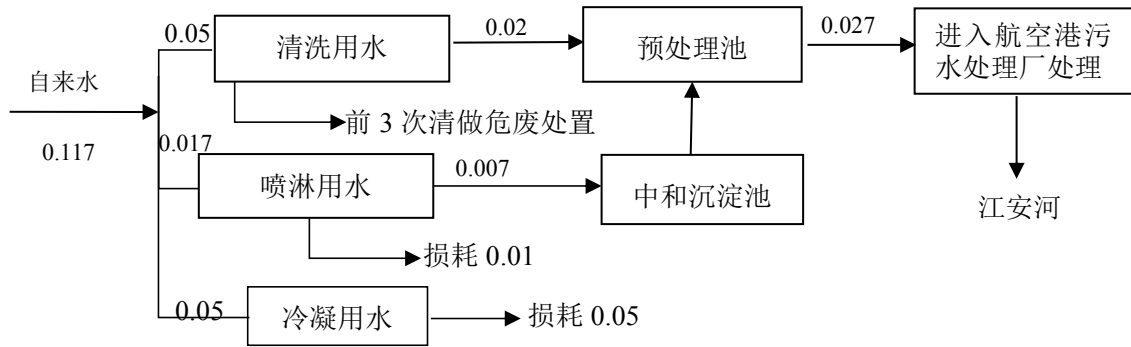 0.05
清洗用水
0.02
预处理池
0.027
进入航空港污
水处理厂处理
自来水
0.117
前 3 次清做危废处置
0.017
喷淋用水
0.007
中和沉淀池
江安河
损耗 0.01
0.05
冷凝用水
损耗 0.05